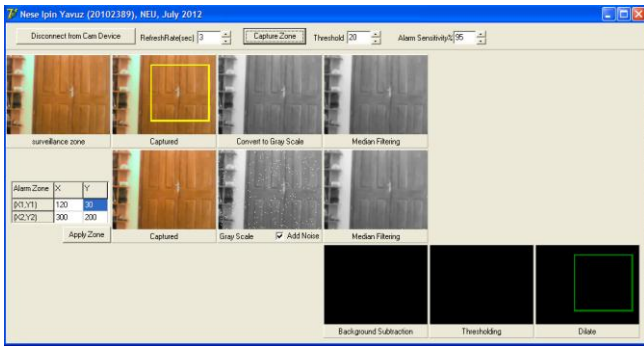 Nese Ipin Yavuz (20102389), NEU, July 2012
Disconnect from Cam Device RefreshRate(sec) 3 Capture Zone Threshold 20 Alarm Sensitivity% 95
surveillance zone Captured Convert to Gray Scale Median Filtering
Alarm Zone X Y
(X1,Y1) 120 30
(X2,Y2) 300 200
Apply Zone Captured Gray Scale Add Noise Median Filtering
Background Subtraction Thresholding Dilate